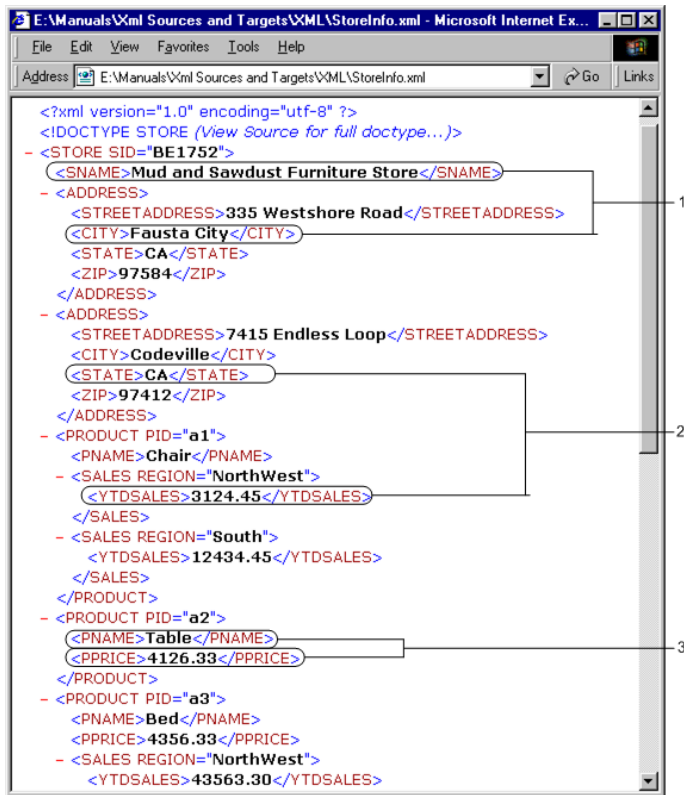 E:\Manuals\Xml Sources and Targets\XML\StoreInfo.xml - Microsoft Internet Ex...
File Edit View Favorites Tools Help
Address E:\Manuals\Xml Sources and Targets\XML\StoreInfo.xml Go Links
<?xml version="1.0" encoding="utf-8" ?>
<!DOCTYPE STORE (View Source for full doctype...)>
- <STORE SID="BE1752">
<SNAME>Mud and Sawdust Furniture Store</SNAME>
- <ADDRESS>
1
<STREETADDRESS>335 Westshore Road</STREETADDRESS>
<CITY>Fausta City</CITY>
<STATE>CA</STATE>
<ZIP>97584</ZIP>
</ADDRESS>
- <ADDRESS>
<STREETADDRESS>7415 Endless Loop</STREETADDRESS>
<CITY>Codeville</CITY>
<STATE>CA</STATE>
<ZIP>97412</ZIP>
</ADDRESS>
- <PRODUCT PID="a1">
2
<PNAME>Chair</PNAME>
- <SALES REGION="NorthWest">
<YTDSALES>3124.45</YTDSALES>
</SALES>
- <SALES REGION="South">
<YTDSALES>12434.45</YTDSALES>
</SALES>
</PRODUCT>
- <PRODUCT PID="a2">
<PNAME>Table</PNAME>
3
<PPRICE>4126.33</PPRICE>
</PRODUCT>
- <PRODUCT PID="a3">
<PNAME>Bed</PNAME>
<PPRICE>4356.33</PPRICE>
- <SALES REGION="NorthWest">
<YTDSALES>43563.30</YTDSALES>